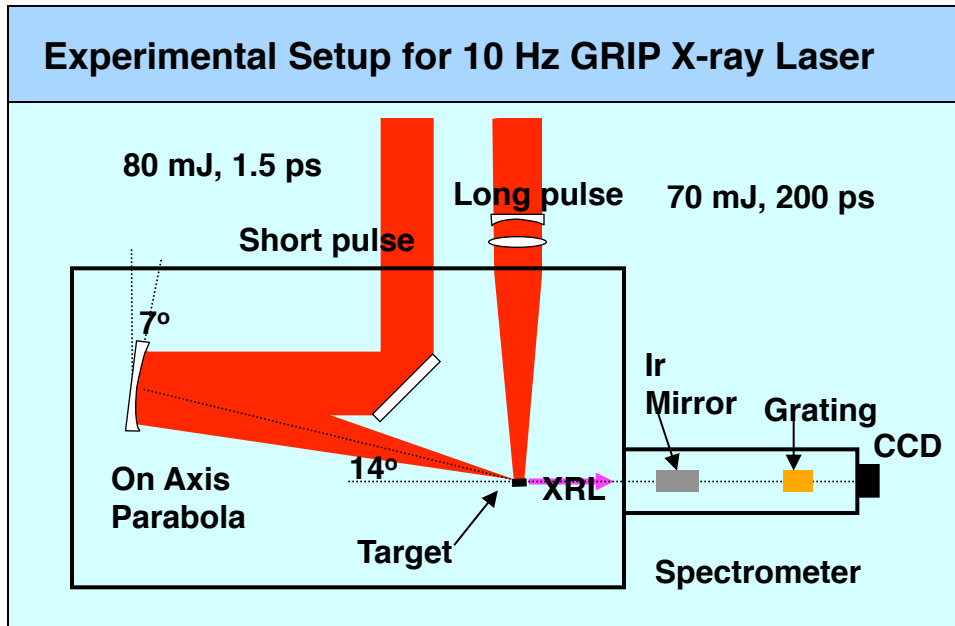 Experimental Setup for 10 Hz GRIP X-ray Laser
80 mJ, 1.5 ps
Long pulse
70 mJ, 200 ps
Short pulse
7º
Ir
Mirror
Grating
CCD
14º
On Axis
Parabola
XRL
Target
Spectrometer